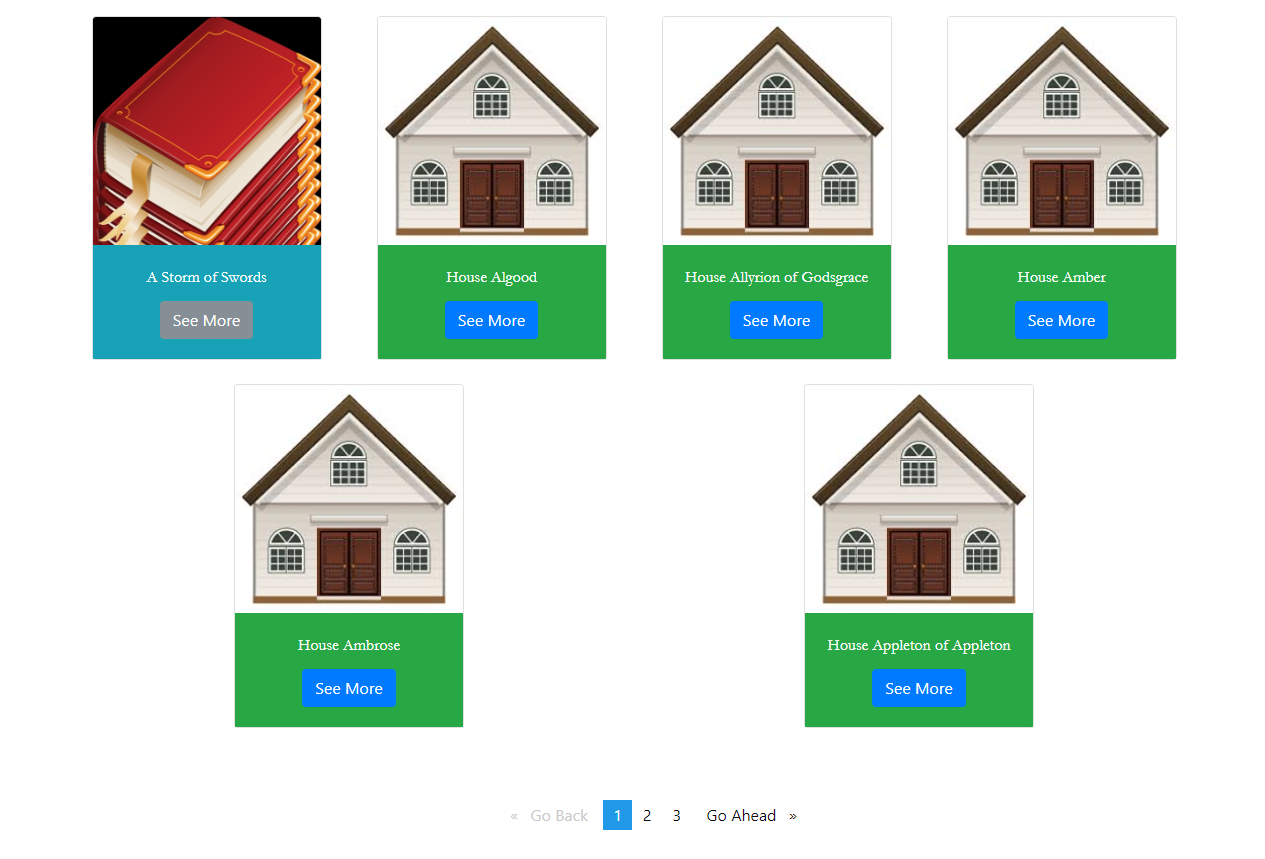 A Storm of Swords
See More
House Algood
See More
House Allyrion of Godsgrace
See More
House Amber
See More
House Ambrose
See More
House Appleton of Appleton
See More
« Go Back 1 2 3 Go Ahead »